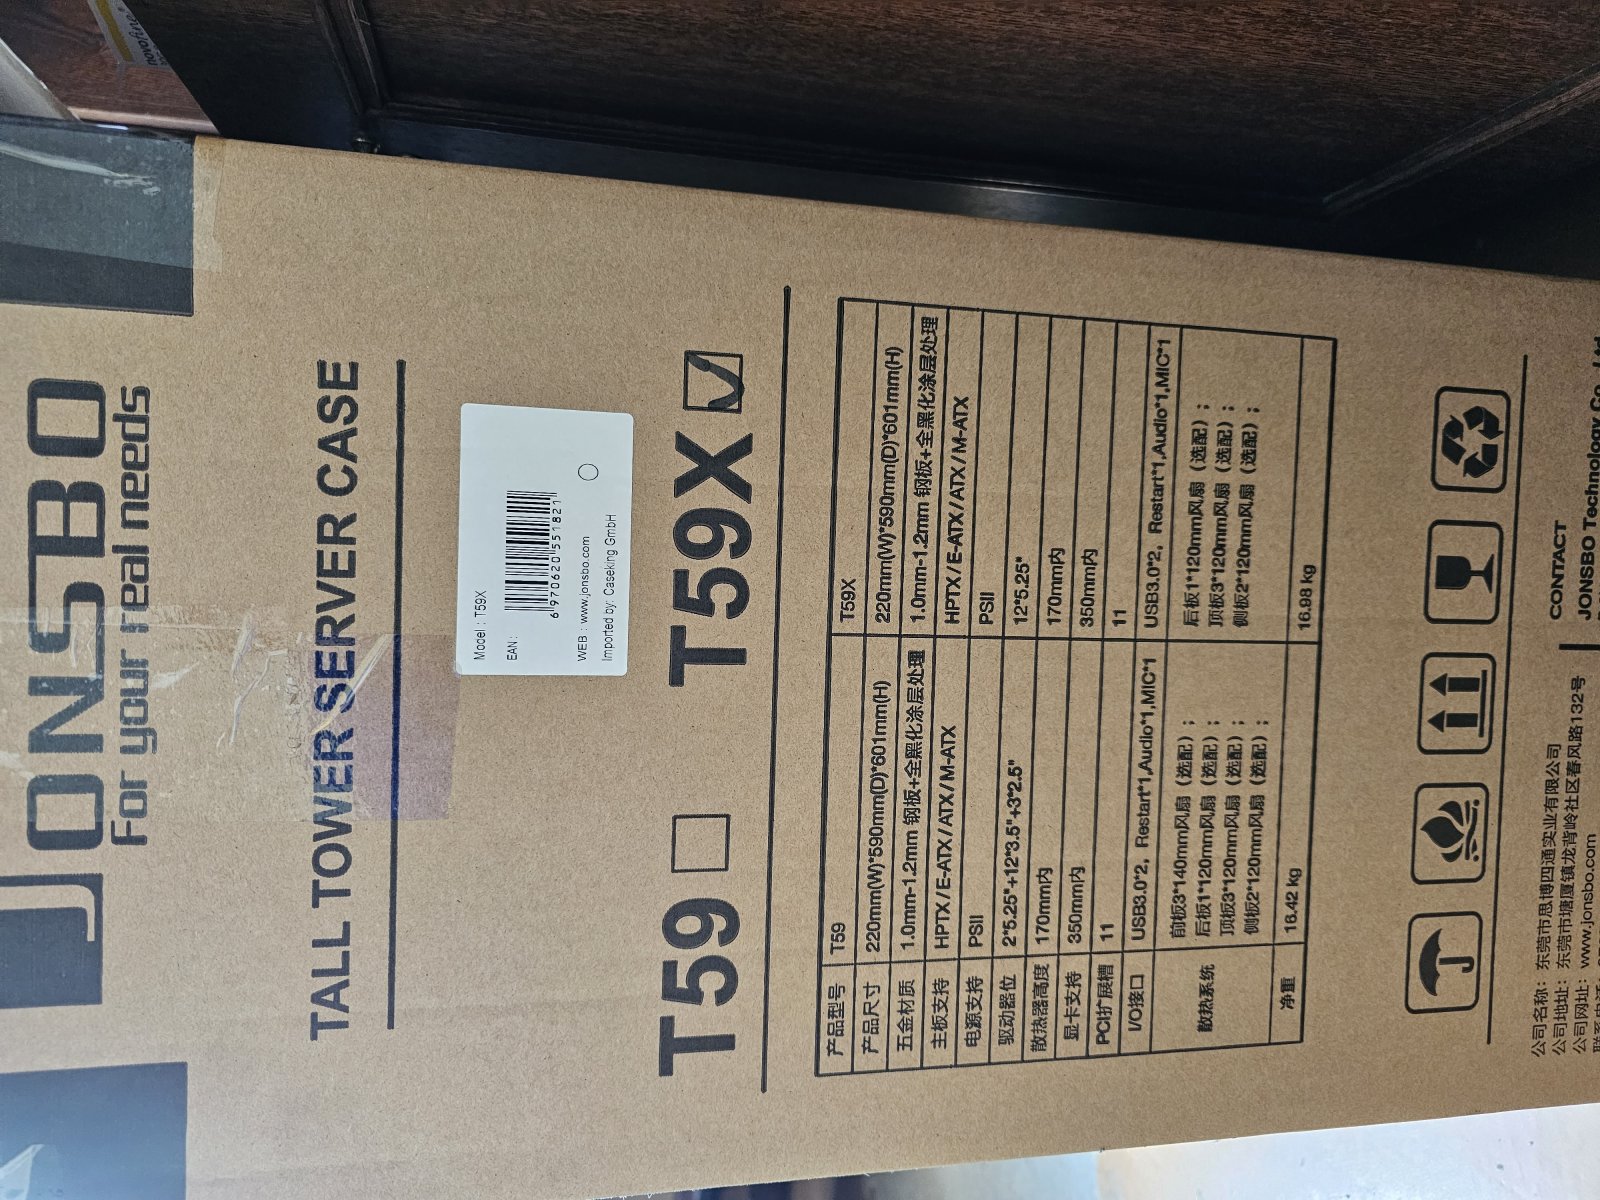 JONSBO
For your real needs
TALL TOWER SERVER CASE
Model : T59X
EAN:
6 970620 551821
WEB : www.jonsbo.com
Imported by: Caseking GmbH
T59 T59X
产品型号 T59 T59X
产品尺寸 220mm(W)*590mm(D)*601mm(H) 220mm(W)*590mm(D)*601mm(H)
五金材质 1.0mm-1.2mm 钢板+全黑化涂层处理 1.0mm-1.2mm 钢板+全黑化涂层处理
主板支持 HPTX/E-ATX/ATX/M-ATX HPTX/E-ATX/ATX/M-ATX
电源支持 PSII PSII
驱动器位 2*5.25"+12*3.5"+3*2.5" 12*5.25"
散热器高度 170mm内 170mm内
显卡支持 350mm内 350mm内
PCI扩展槽 11 11
I/O接口 USB3.0*2，Restart*1,Audio*1,MIC*1 USB3.0*2，Restart*1,Audio*1,MIC*1
散热系统 前板3*140mm风扇（选配）；
后板1*120mm风扇（选配）；
顶板3*120mm风扇（选配）；
侧板2*120mm风扇（选配）；
后板1*120mm风扇（选配）；
顶板3*120mm风扇（选配）；
侧板2*120mm风扇（选配）；
净重 16.42 kg 16.98 kg
公司名称：东莞市思博四通实业有限公司
公司地址：东莞市塘厦镇龙背岭社区春风路132号
公司网址：www.jonsbo.com
CONTACT
JONSBO Technology Co., Ltd
novofine